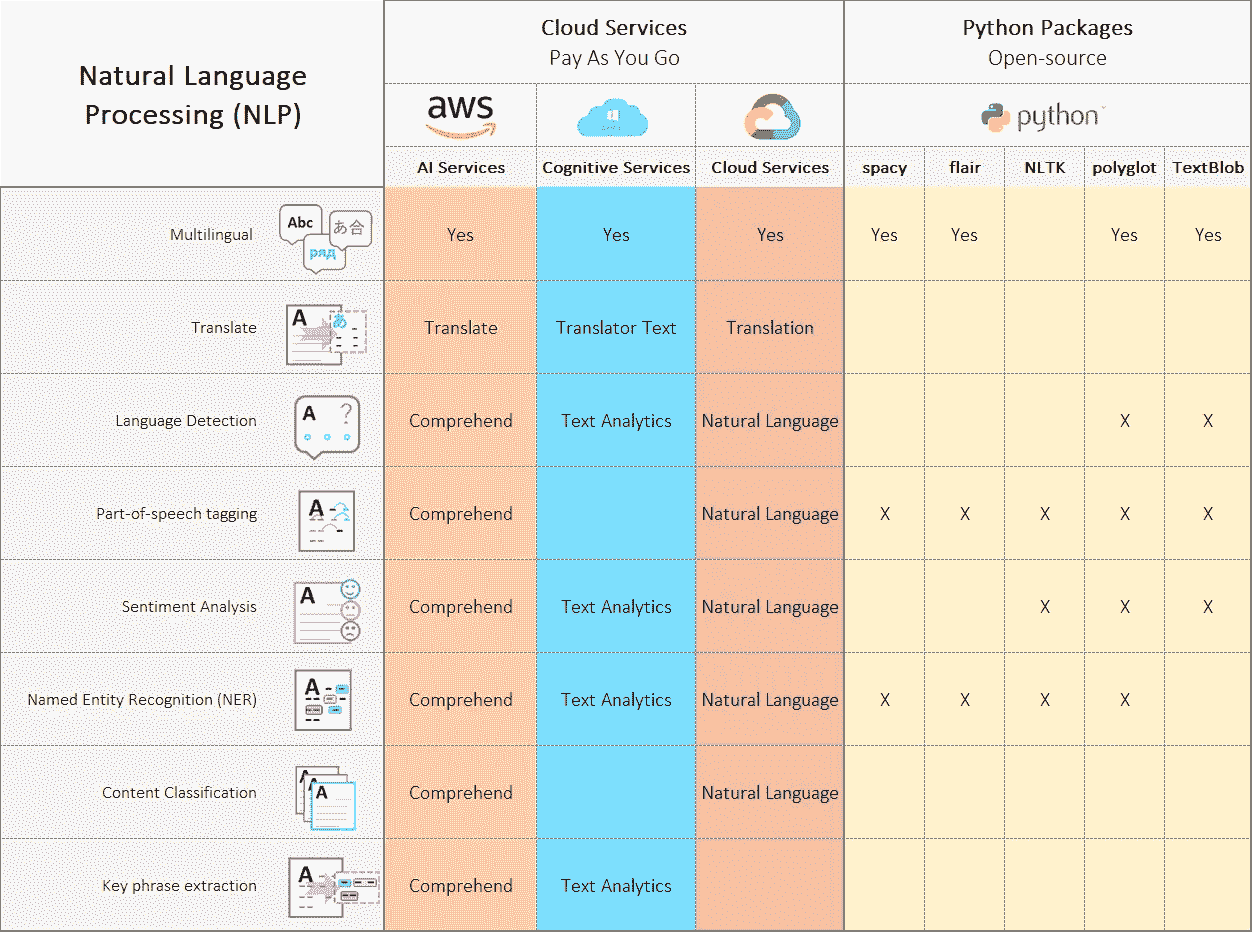 Natural Language
Processing (NLP)
Cloud Services
Pay As You Go
Python Packages
Open-source
aws
python
AI Services
Cognitive Services
Cloud Services
spacy
flair
NLTK
polyglot
TextBlob
Multilingual
Abc
あ合
ряд
Yes
Yes
Yes
Yes
Yes
Yes
Yes
Translate
A
あ
Translate
Translator Text
Translation
Language Detection
A ?
Comprehend
Text Analytics
Natural Language
X
X
Part-of-speech tagging
A
Comprehend
Natural Language
X
X
X
X
X
Sentiment Analysis
A
Comprehend
Text Analytics
Natural Language
X
X
X
Named Entity Recognition (NER)
A
Comprehend
Text Analytics
Natural Language
X
X
X
X
Content Classification
A
A
A
Comprehend
Natural Language
Key phrase extraction
A
Comprehend
Text Analytics